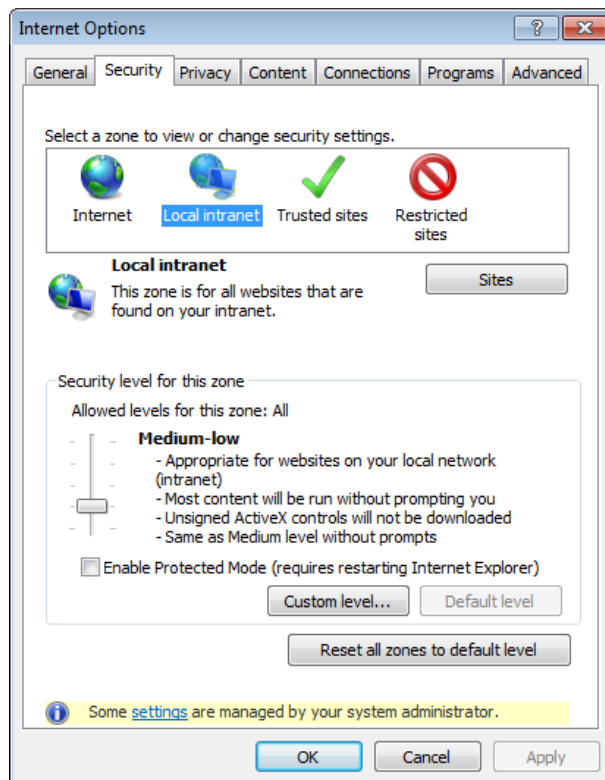 Internet Options
General Security Privacy Content Connections Programs Advanced
Select a zone to view or change security settings.
Internet Local intranet Trusted sites Restricted
sites
Local intranet
This zone is for all websites that are
found on your intranet.
Sites
Security level for this zone
Allowed levels for this zone: All
Medium-low
- Appropriate for websites on your local network
(intranet)
- Most content will be run without prompting you
- Unsigned ActiveX controls will not be downloaded
- Same as Medium level without prompts
Enable Protected Mode (requires restarting Internet Explorer)
Custom level... Default level
Reset all zones to default level
Some settings are managed by your system administrator.
OK Cancel Apply